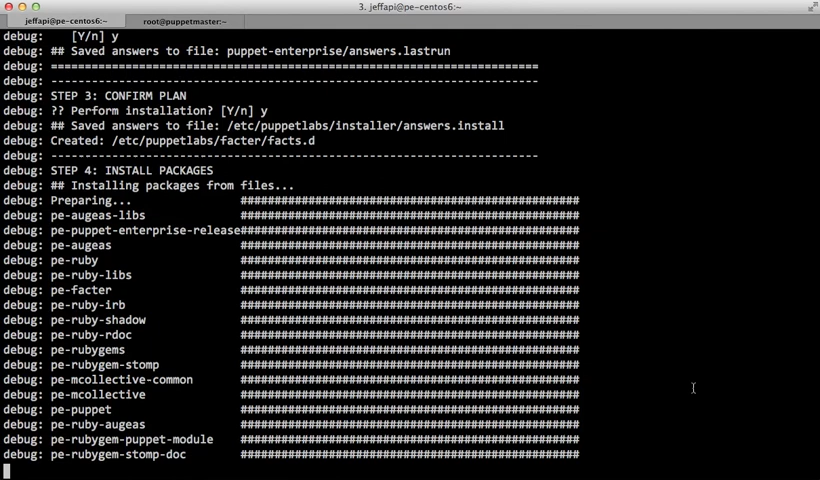 3. jeffapi@pe-centos6:~
jeffapi@pe-centos6:~
root@puppetmaster:~
debug:    [Y/n] y
debug: ## Saved answers to file: puppet-enterprise/answers.lastrun
debug: ========================================================================
debug: ------------------------------------------------------------------------
debug: STEP 3: CONFIRM PLAN
debug: ?? Perform installation? [Y/n] y
debug: ## Saved answers to file: /etc/puppetlabs/installer/answers.install
debug: Created: /etc/puppetlabs/facter/facts.d
debug: ------------------------------------------------------------------------
debug: STEP 4: INSTALL PACKAGES
debug: ## Installing packages from files...
debug: Preparing...                ##################################################
debug: pe-augeas-libs              ##################################################
debug: pe-puppet-enterprise-release##################################################
debug: pe-augeas                   ##################################################
debug: pe-ruby                     ##################################################
debug: pe-ruby-libs                ##################################################
debug: pe-facter                   ##################################################
debug: pe-ruby-irb                 ##################################################
debug: pe-ruby-shadow              ##################################################
debug: pe-ruby-rdoc                ##################################################
debug: pe-rubygems                 ##################################################
debug: pe-rubygem-stomp            ##################################################
debug: pe-mcollective-common       ##################################################
debug: pe-mcollective              ##################################################
debug: pe-puppet                   ##################################################
debug: pe-ruby-augeas              ##################################################
debug: pe-rubygem-puppet-module    ##################################################
debug: pe-rubygem-stomp-doc        ##################################################